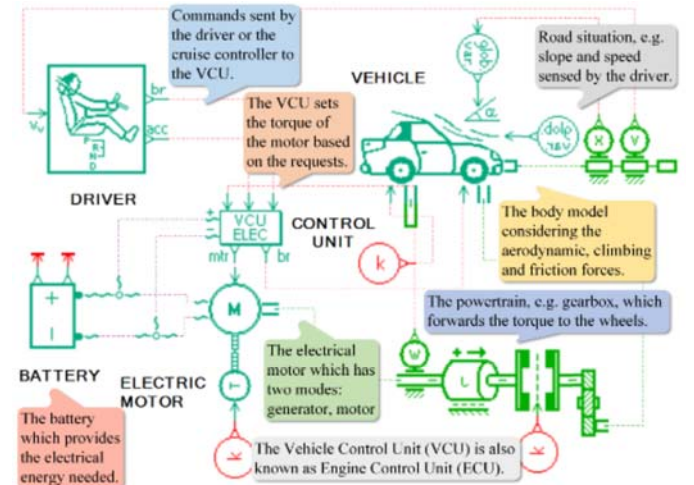 Commands sent by
the driver or the
cruise controller to
the VCU.
Road situation, e.g.
slope and speed
sensed by the driver.
glob
var
VEHICLE
br
acc
Vv
P
R
N
D
α
glob
var
X
V
The VCU sets
the torque of
the motor based
on the requests.
DRIVER
VCU
ELEC
CONTROL
UNIT
mtr
br
k
The body model
considering the
aerodynamic, climbing
and friction forces.
M
The powertrain, e.g. gearbox, which
forwards the torque to the wheels.
W
BATTERY
ELECTRIC
MOTOR
T
The electrical
motor which has
two modes:
generator, motor
The battery
which provides
the electrical
energy needed.
k
The Vehicle Control Unit (VCU) is also
known as Engine Control Unit (ECU).
k